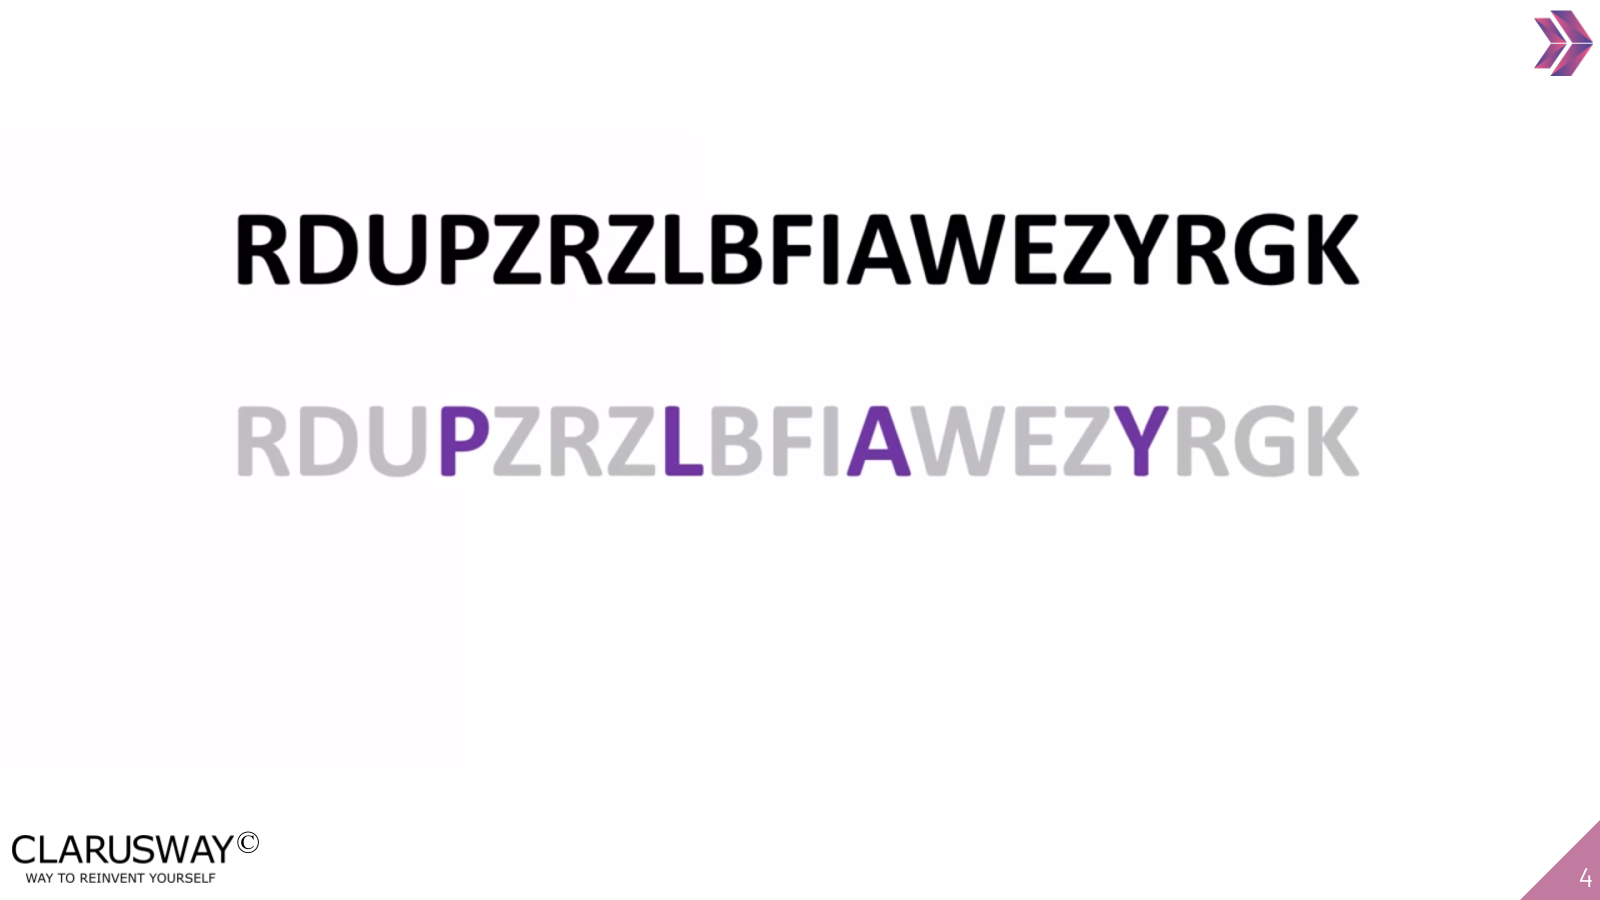 RDUPZRZLBFIAWEZYRGK
RDUPZRZLBFIAWEZYRGK
CLARUSWAY©
WAY TO REINVENT YOURSELF
4